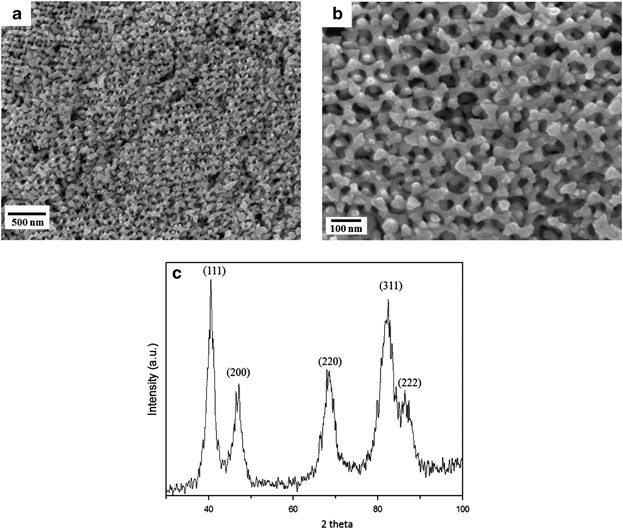 a
b
500 nm
100 nm
c
(111)
(200)
(220)
(311)
(222)
Intensity (a.u.)
40
60
80
100
2 theta